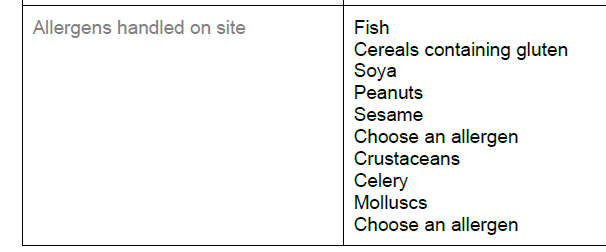 Allergens handled on site
Fish
Cereals containing gluten
Soya
Peanuts
Sesame
Choose an allergen
Crustaceans
Celery
Molluscs
Choose an allergen